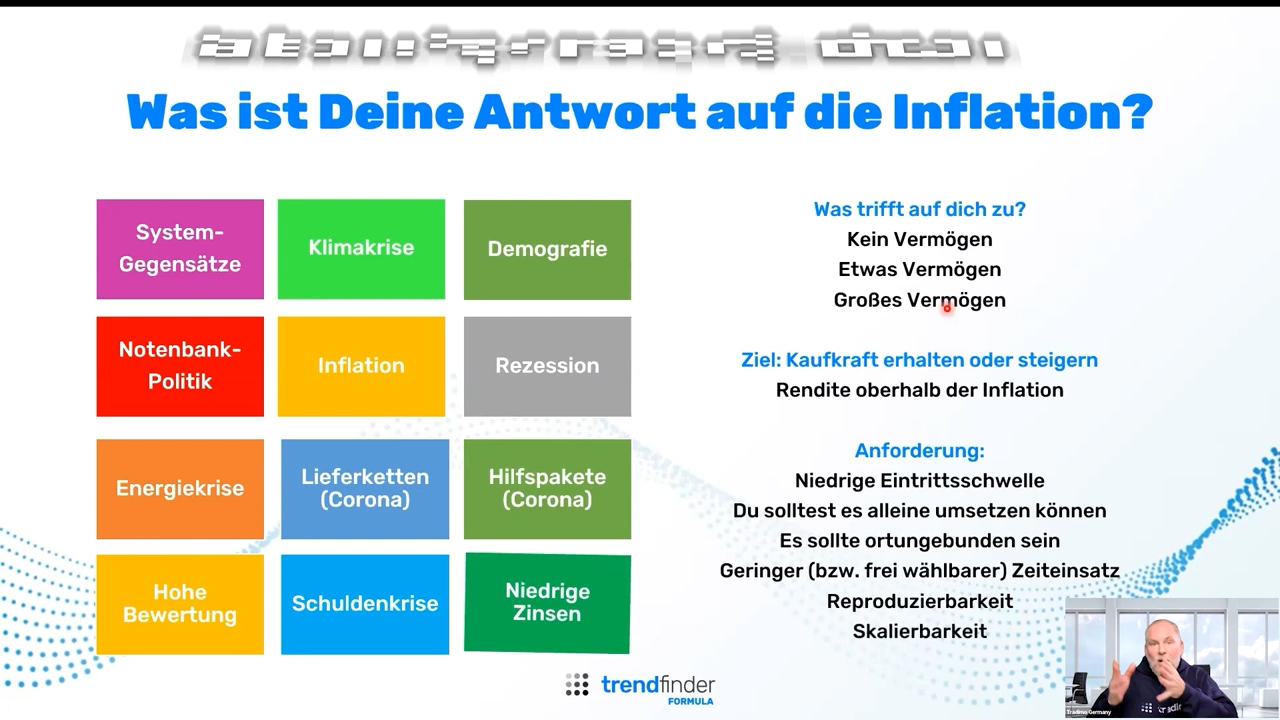 Was ist Deine Antwort auf die Inflation?
System-
Gegensätze
Klimakrise
Demografie
Notenbank-
Politik
Inflation
Rezession
Energiekrise
Lieferketten
(Corona)
Hilfspakete
(Corona)
Hohe
Bewertung
Schuldenkrise
Niedrige
Zinsen
Was trifft auf dich zu?
Kein Vermögen
Etwas Vermögen
Großes Vermögen
Ziel: Kaufkraft erhalten oder steigern
Rendite oberhalb der Inflation
Anforderung:
Niedrige Eintrittsschwelle
Du solltest es alleine umsetzen können
Es sollte ortungebunden sein
Geringer (bzw. frei wählbarer) Zeiteinsatz
Reproduzierbarkeit
Skalierbarkeit
trendfinder
FORMULA
Tradimo Germany